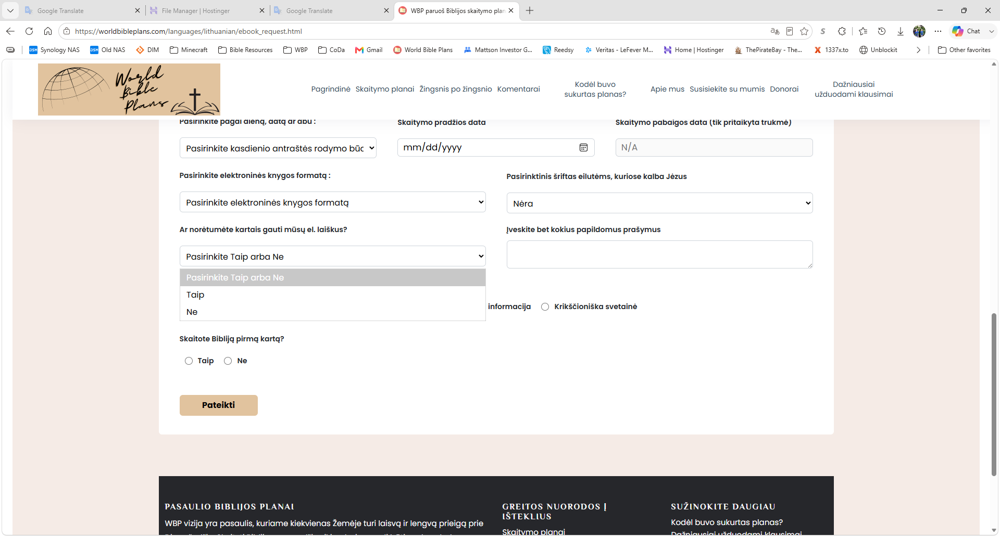 Google Translate
File Manager | Hostinger
Google Translate
WBP paruoš Biblijos skaitymo plan
https://worldbibleplans.com/languages/lithuanian/ebook_request.html
Chat
Synology NAS
Old NAS
DIM
Minecraft
Bible Resources
WBP
CoDa
Gmail
World Bible Plans
Mattson Investor G...
Reedsy
Veritas - LeFever M...
Home | Hostinger
ThePirateBay - The...
1337x.to
Unblockit
Other favorites
World
Bible
Plans
Pagrindinė
Skaitymo planai
Žingsnis po žingsnio
Komentarai
Kodėl buvo
sukurtas planas?
Apie mus
Susisiekite su mumis
Donorai
Dažniausiai
užduodami klausimai
Pasirinkite pagal dieną, datą ar abu :
Skaitymo pradžios data
Skaitymo pabaigos data (tik pritaikyta trukmė)
Pasirinkite kasdienio antraštės rodymo būd
mm/dd/yyyy
N/A
Pasirinkite elektroninės knygos formatą :
Pasirinktinis šriftas eilutėms, kuriose kalba Jėzus
Pasirinkite elektroninės knygos formatą
Nėra
Ar norėtumėte kartais gauti mūsų el. laiškus?
Įveskite bet kokius papildomus prašymus
Pasirinkite Taip arba Ne
Pasirinkite Taip arba Ne
Taip
Ne
informacija
Krikščioniška svetainė
Skaitote Bibliją pirmą kartą?
Taip
Ne
Pateikti
PASAULIO BIBLIJOS PLANAI
WBP vizija yra pasaulis, kuriame kiekvienas Žemėje turi laisvą ir lengvą prieigą prie
GREITOS NUORODOS Į
IŠTEKLIUS
Skaitymo planai
SUŽINOKITE DAUGIAU
Kodėl buvo sukurtas planas?
Dažniausiai užduodami klausimai